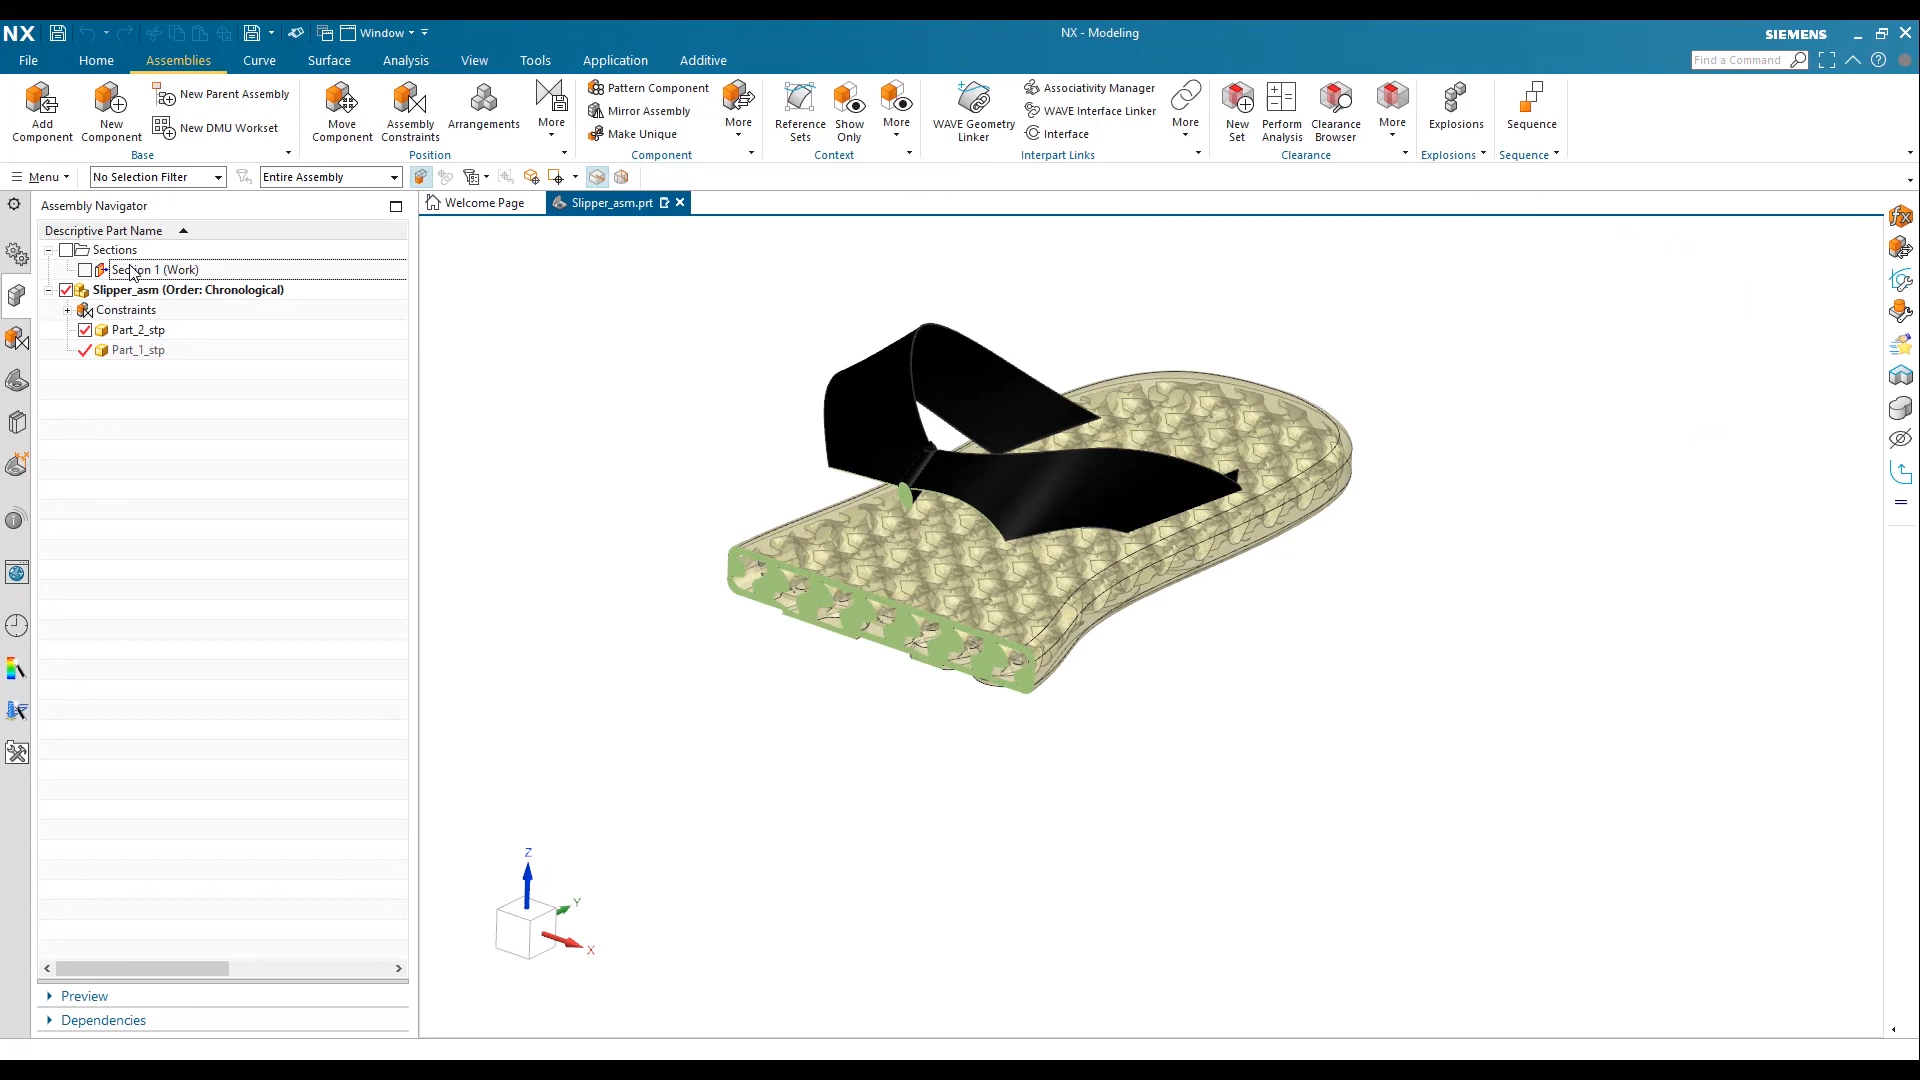 NX
Window
NX - Modeling
SIEMENS
File
Home
Assemblies
Curve
Surface
Analysis
View
Tools
Application
Additive
Find a Command
Add Component
New Component
New Parent Assembly
New DMU Workset
Base
Move Component
Assembly Constraints
Arrangements
More
Position
Pattern Component
Mirror Assembly
Make Unique
More
Component
Reference Sets
Show Only
More
Context
WAVE Geometry Linker
Associativity Manager
WAVE Interface Linker
Interface
More
Interpart Links
New Set
Perform Analysis
Clearance Browser
More
Clearance
Explosions
Explosions
Sequence
Sequence
Menu
No Selection Filter
Entire Assembly
Assembly Navigator
Welcome Page
Slipper_asm.prt
Descriptive Part Name
Sections
Section 1 (Work)
Slipper_asm (Order: Chronological)
Constraints
Part_2_stp
Part_1_stp
Z
Y
X
Preview
Dependencies